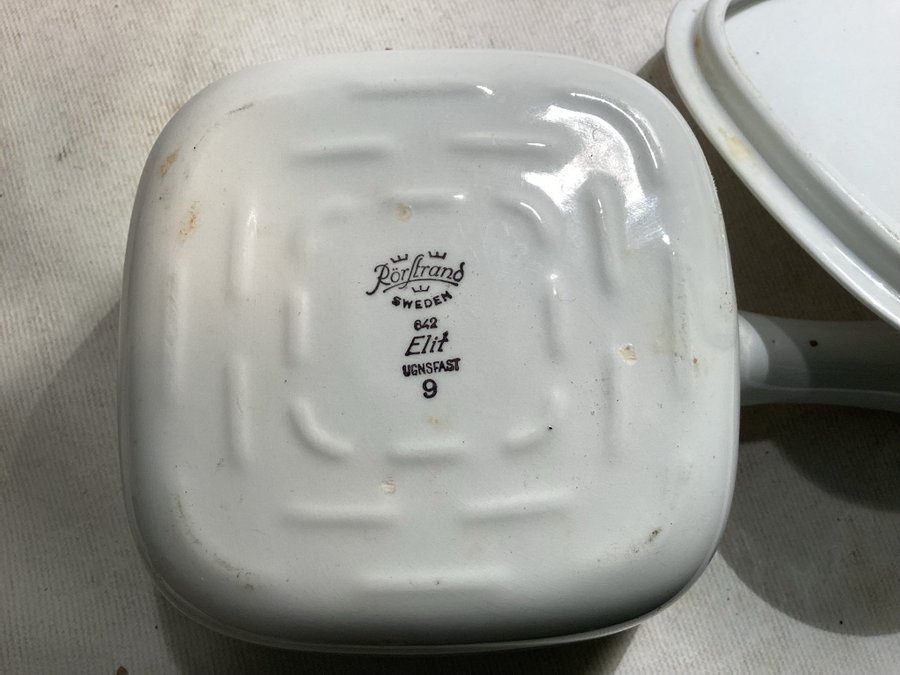 Rörstrand
SWEDEN
642
Elit
UGNSFAST
9